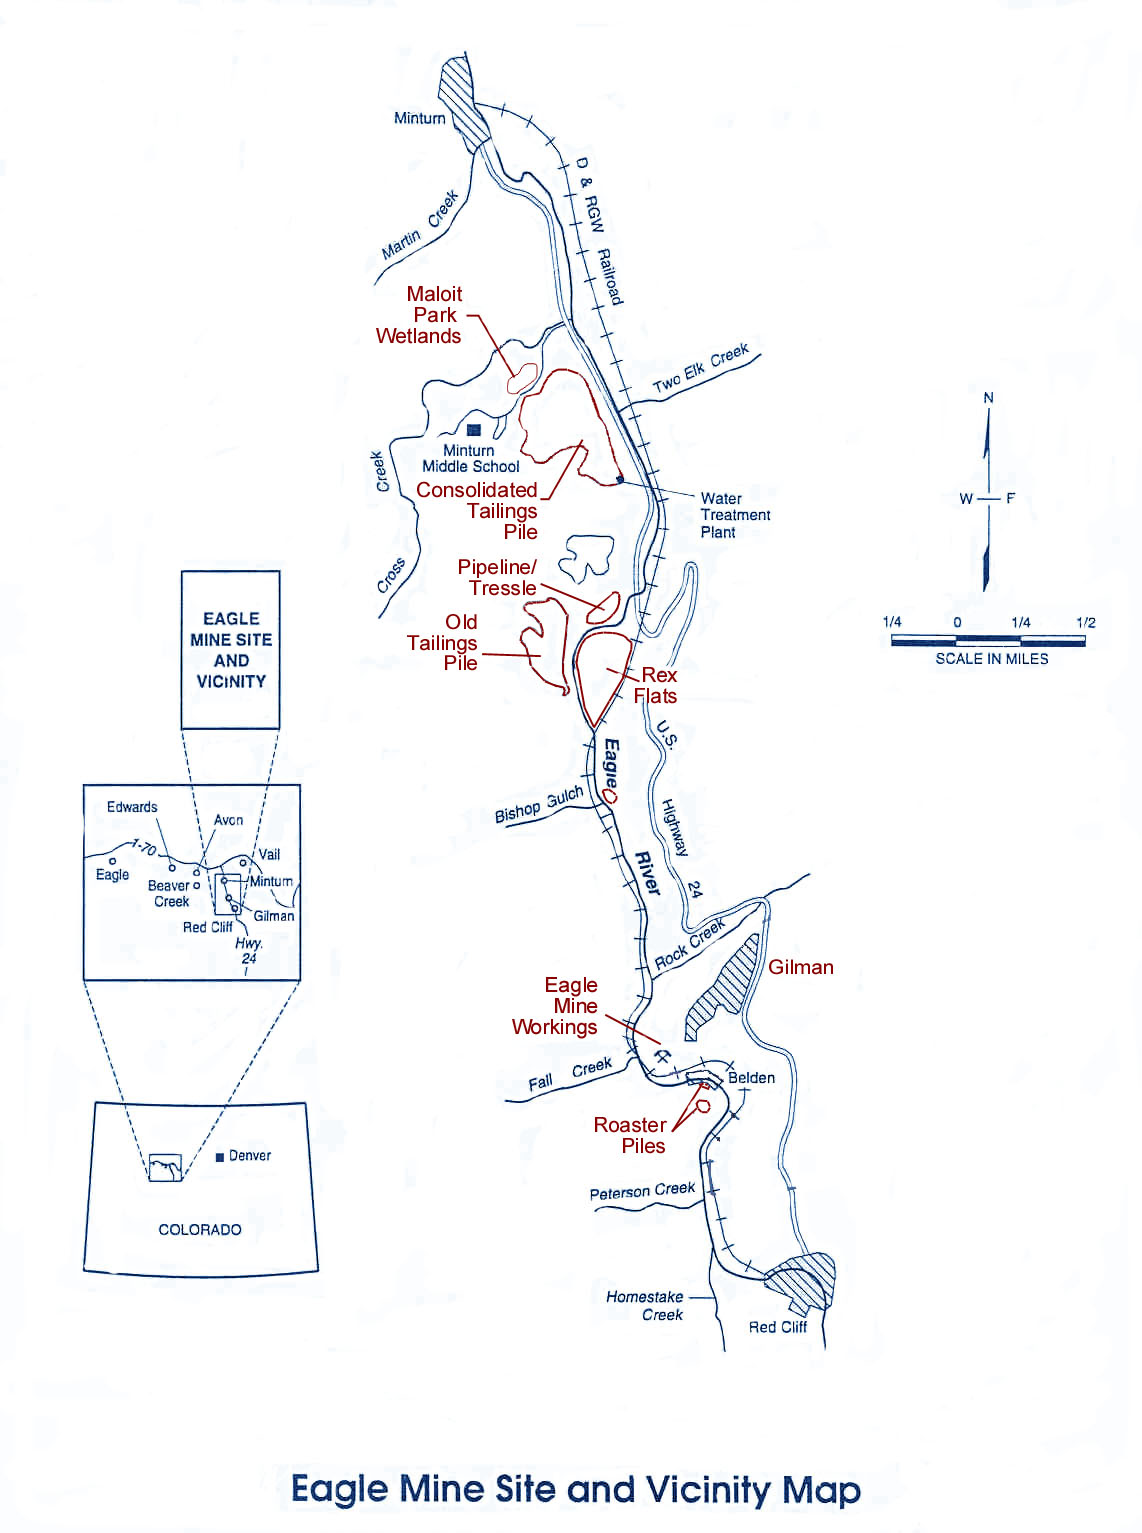 Minturn
D & RGW Railroad
Martin Creek
Maloit
Park
Wetlands
Two Elk Creek
N
W F
Minturn
Middle School
Creek
Cross
Consolidated
Tailings
Pile
Water
Treatment
Plant
Pipeline/
Tressle
Old
Tailings
Pile
1/4 0 1/4 1/2
SCALE IN MILES
EAGLE
MINE SITE
AND
VICINITY
Rex
Flats
U.S.
Highway
24
Eagle
River
Bishop Gulch
Edwards
Avon
I-70
Vail
Eagle
Beaver
Creek
Minturn
Gilman
Red Cliff
Hwy.
24
Rock Creek
Gilman
Eagle
Mine
Workings
Fall Creek
Belden
Roaster
Piles
Denver
COLORADO
Peterson Creek
Homestake
Creek
Red Cliff
Eagle Mine Site and Vicinity Map